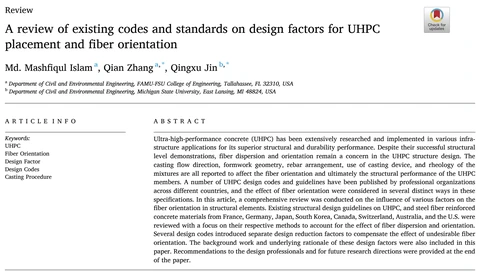 Review
A review of existing codes and standards on design factors for UHPC
placement and fiber orientation
Check for
updates
Md. Mashfiqul Islam a, Qian Zhang a,*, Qingxu Jin b,*
a Department of Civil and Environmental Engineering, FAMU-FSU College of Engineering, Tallahassee, FL 32310, USA
b Department of Civil and Environmental Engineering, Michigan State University, East Lansing, MI 48824, USA
ARTICLE INFO
Keywords:
UHPC
Fiber Orientation
Design Factor
Design Codes
Casting Procedure
ABSTRACT
Ultra-high-performance concrete (UHPC) has been extensively researched and implemented in various infra-
structure applications for its superior structural and durability performance. Despite their successful structural
level demonstrations, fiber dispersion and orientation remain a concern in the UHPC structure design. The
casting flow direction, formwork geometry, rebar arrangement, use of casting device, and rheology of the
mixtures are all reported to affect the fiber orientation and ultimately the structural performance of the UHPC
members. A number of UHPC design codes and guidelines have been published by professional organizations
across different countries, and the effect of fiber orientation were considered in several distinct ways in these
specifications. In this article, a comprehensive review was conducted on the influence of various factors on the
fiber orientation in structural elements. Existing structural design guidelines on UHPC, and steel fiber reinforced
concrete materials from France, Germany, Japan, South Korea, Canada, Switzerland, Australia, and the U.S. were
reviewed with a focus on their respective methods to account for the effect of fiber dispersion and orientation.
Several design codes introduced separate design reduction factors to compensate the effect of undesirable fiber
orientation. The background work and underlying rationale of these design factors were also included in this
paper. Recommendations to the design professionals and for future research directions were provided at the end
of the paper.